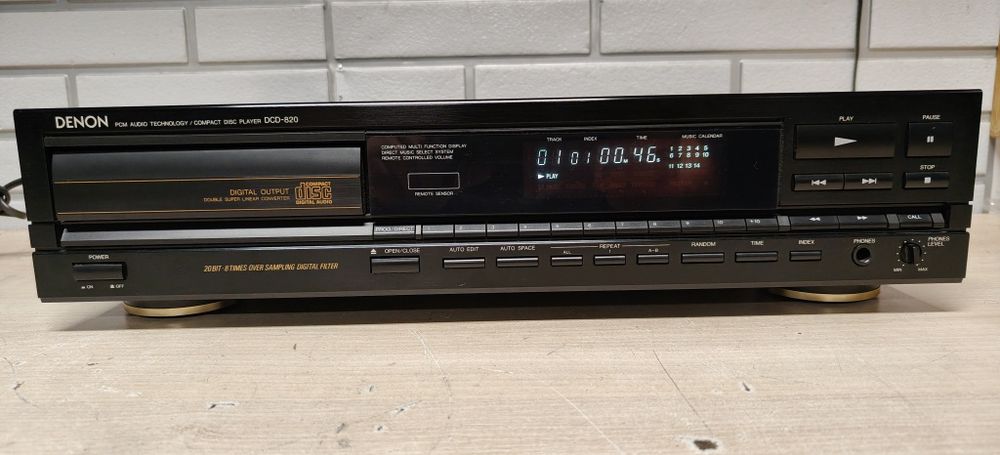 DENON PCM AUDIO TECHNOLOGY / COMPACT DISC PLAYER DCD-820
COMPUTED MULTI FUNCTION DISPLAY
DIRECT MUSIC SELECT SYSTEM
REMOTE CONTROLLED VOLUME
REMOTE SENSOR
TRACK INDEX TIME MUSIC CALENDAR
01 01 00 46
1 2 3 4 5
6 7 8 9 10
11 12 13 14
PLAY
PLAY
PAUSE
STOP
DIGITAL OUTPUT
DOUBLE SUPER LINEAR CONVERTER
COMPACT
disc
DIGITAL AUDIO
PROG. DIRECT
+10
CALL
POWER
ON OFF
20 BIT · 8 TIMES OVER SAMPLING DIGITAL FILTER
OPEN/CLOSE
AUTO EDIT
AUTO SPACE
REPEAT
ALL 1 A-B
RANDOM
TIME
INDEX
PHONES
PHONES
LEVEL
MIN MAX